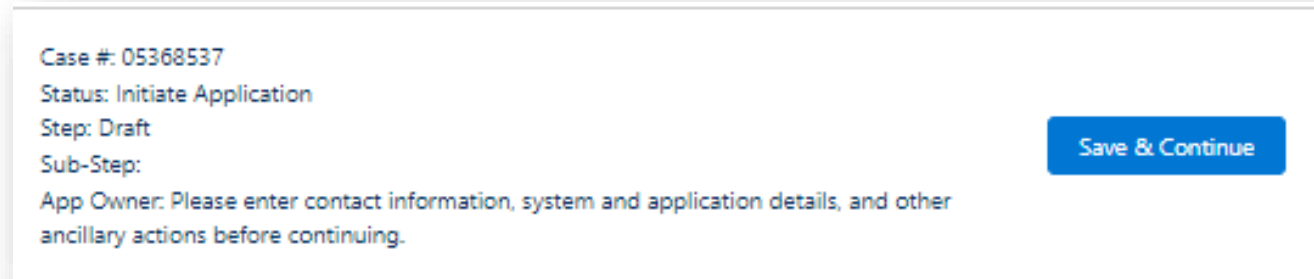 Case #: 05368537
Status: Initiate Application
Step: Draft
Sub-Step:
App Owner: Please enter contact information, system and application details, and other
ancillary actions before continuing.
Save & Continue